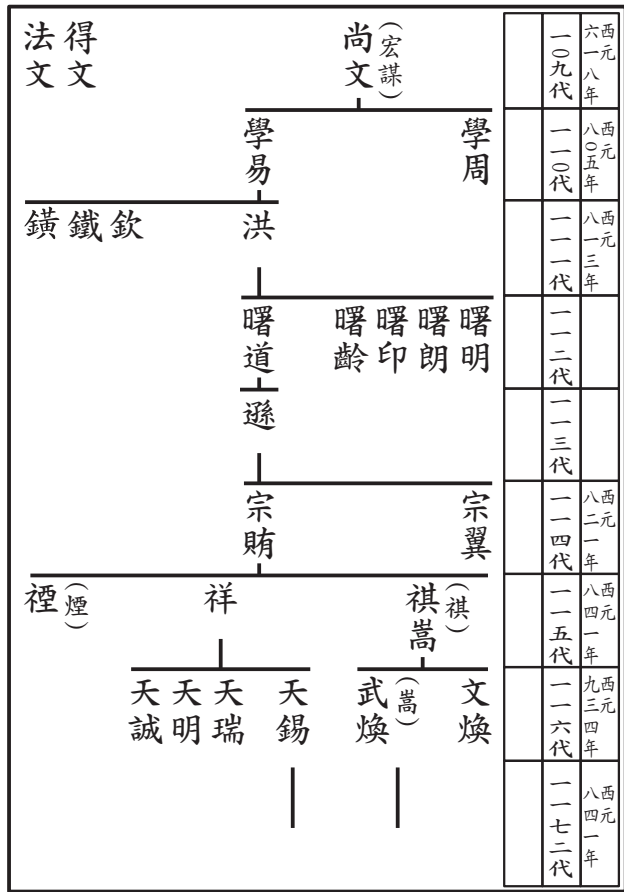 西元六一八年
一○九代
尚文(宏謀)
得文
法文
西元八○五年
一一○代
學周
學易
西元八一三年
一一一代
洪
欽
鐵
鐄
一一二代
曙明
曙朗
曙印
曙齡
曙道
一一三代
遜
西元八二一年
一一四代
宗翼
宗賄
西元八四一年
一一五代
祺嵩(祺)
祥
禋(煙)
西元九三四年
一一六代
文煥
武煥(嵩)
天錫
天瑞
天明
天誠
西元八四一年
一一七二代